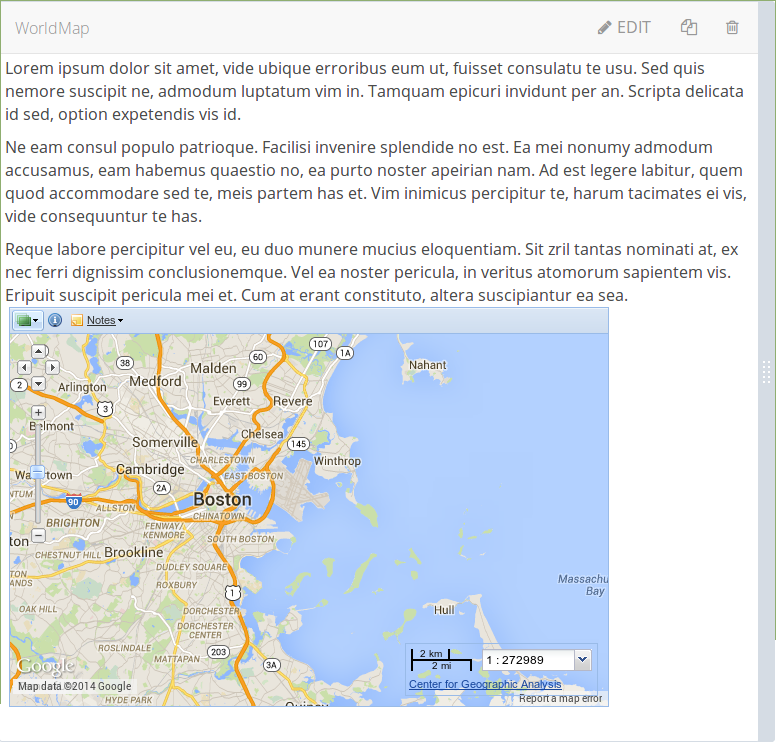 WorldMap
EDIT
Lorem ipsum dolor sit amet, vide ubique erroribus eum ut, fuisset consulatu te usu. Sed quis
nemore suscipit ne, admodum luptatum vim in. Tamquam epicuri invidunt per an. Scripta delicata
id sed, option expetendis vis id.
Ne eam consul populo patrioque. Facilisi invenire splendide no est. Ea mei nonumy admodum
accusamus, eam habemus quaestio no, ea purto noster apeirian nam. Ad est legere labitur, quem
quod accommodare sed te, meis partem has et. Vim inimicus percipitur te, harum tacimates ei vis,
vide consequuntur te has.
Reque labore percipitur vel eu, eu duo munere mucius eloquentiam. Sit zril tantas nominati at, ex
nec ferri dignissim conclusionemque. Vel ea noster pericula, in veritus atomorum sapientem vis.
Eripuit suscipit pericula mei et. Cum at erant constituto, altera suscipiantur ea sea.
Notes
107
60
1A
38
Malden
Nahant
2
Arlington
Medford
99
Everett
Revere
3
Belmont
Chelsea
Somerville
145
CHARLESTOWN
Winthrop
Cambridge
EAST BOSTON
2A
Boston
90
ALLSTON
CHINATOWN
BRIGHTON
FENWAY/
KENMORE
SOUTH BOSTON
ton
CHESTNUT HILL
Brookline
DUDLEY SQUARE
Massachu
Bay
ROXBURY
1
OAK HILL
DORCHESTER
Hull
DORCHESTER
CENTER
ROSLINDALE
203
MATTAPAN
3A
2 km
2 mi
1 : 272989
Google
Center for Geographic Analysis
Map data ©2014 Google
HYDE PARK
Report a map error
Quincy